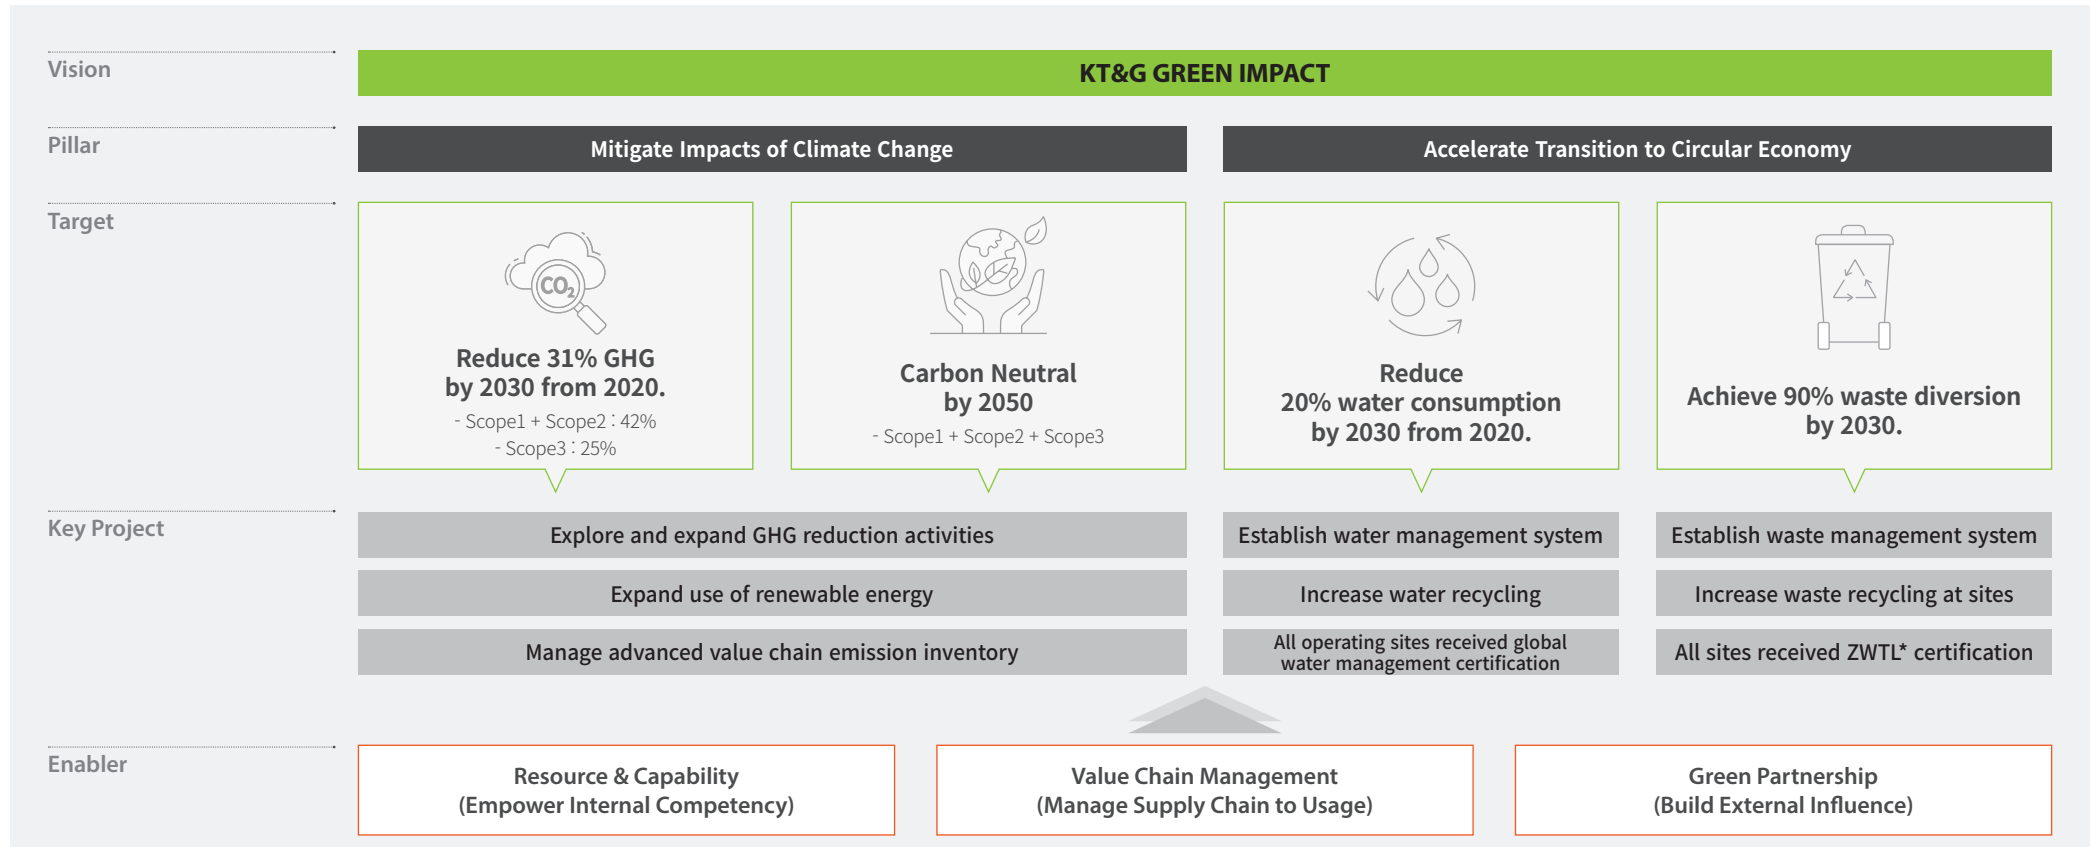 Vision
KT&G GREEN IMPACT
Pillar
Mitigate Impacts of Climate Change
Accelerate Transition to Circular Economy
Target
CO2
Reduce 31% GHG
by 2030 from 2020.
- Scope1 + Scope2 : 42%
- Scope3 : 25%
Carbon Neutral
by 2050
- Scope1 + Scope2 + Scope3
Reduce
20% water consumption
by 2030 from 2020.
Achieve 90% waste diversion
by 2030.
Key Project
Explore and expand GHG reduction activities
Expand use of renewable energy
Manage advanced value chain emission inventory
Establish water management system
Increase water recycling
All operating sites received global
water management certification
Establish waste management system
Increase waste recycling at sites
All sites received ZWTL* certification
Enabler
Resource & Capability
(Empower Internal Competency)
Value Chain Management
(Manage Supply Chain to Usage)
Green Partnership
(Build External Influence)